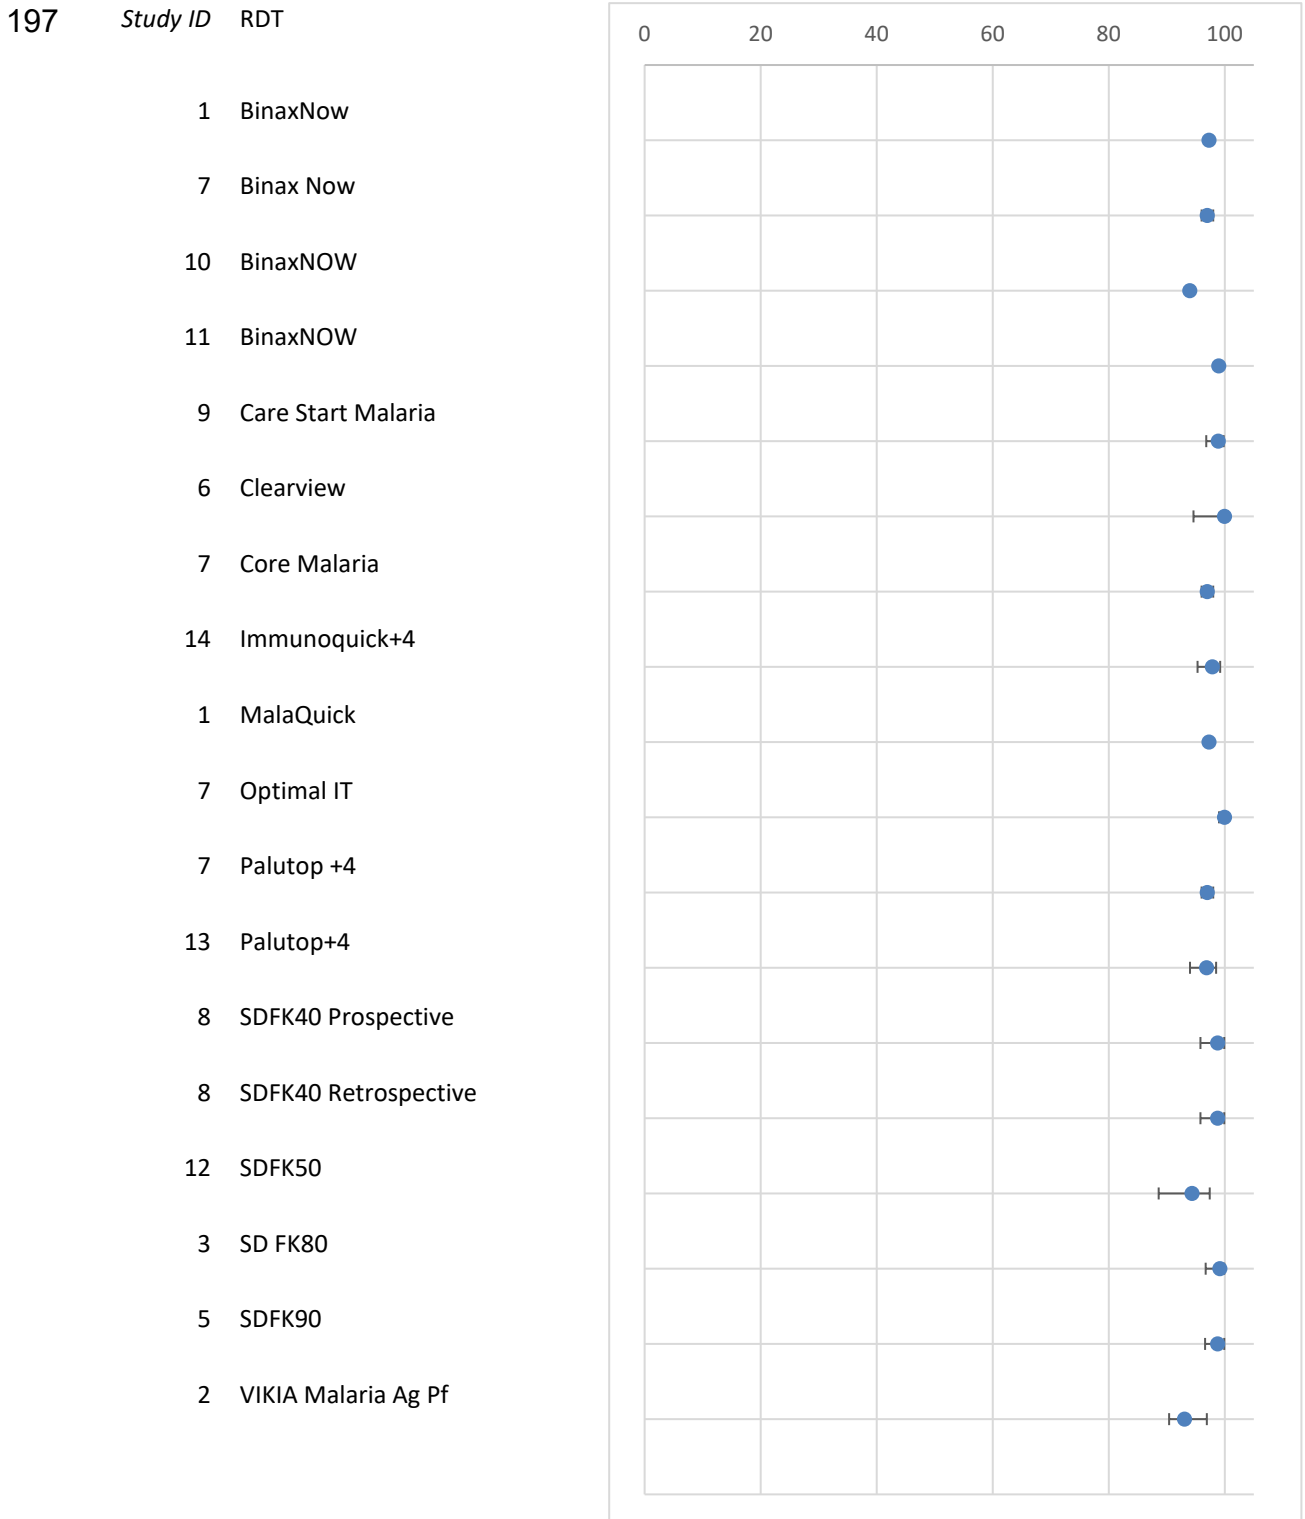 197 Study ID RDT
0 20 40 60 80 100
1 BinaxNow
7 Binax Now
10 BinaxNOW
11 BinaxNOW
9 Care Start Malaria
6 Clearview
7 Core Malaria
14 Immunoquick+4
1 MalaQuick
7 Optimal IT
7 Palutop +4
13 Palutop+4
8 SDFK40 Prospective
8 SDFK40 Retrospective
12 SDFK50
3 SD FK80
5 SDFK90
2 VIKIA Malaria Ag Pf